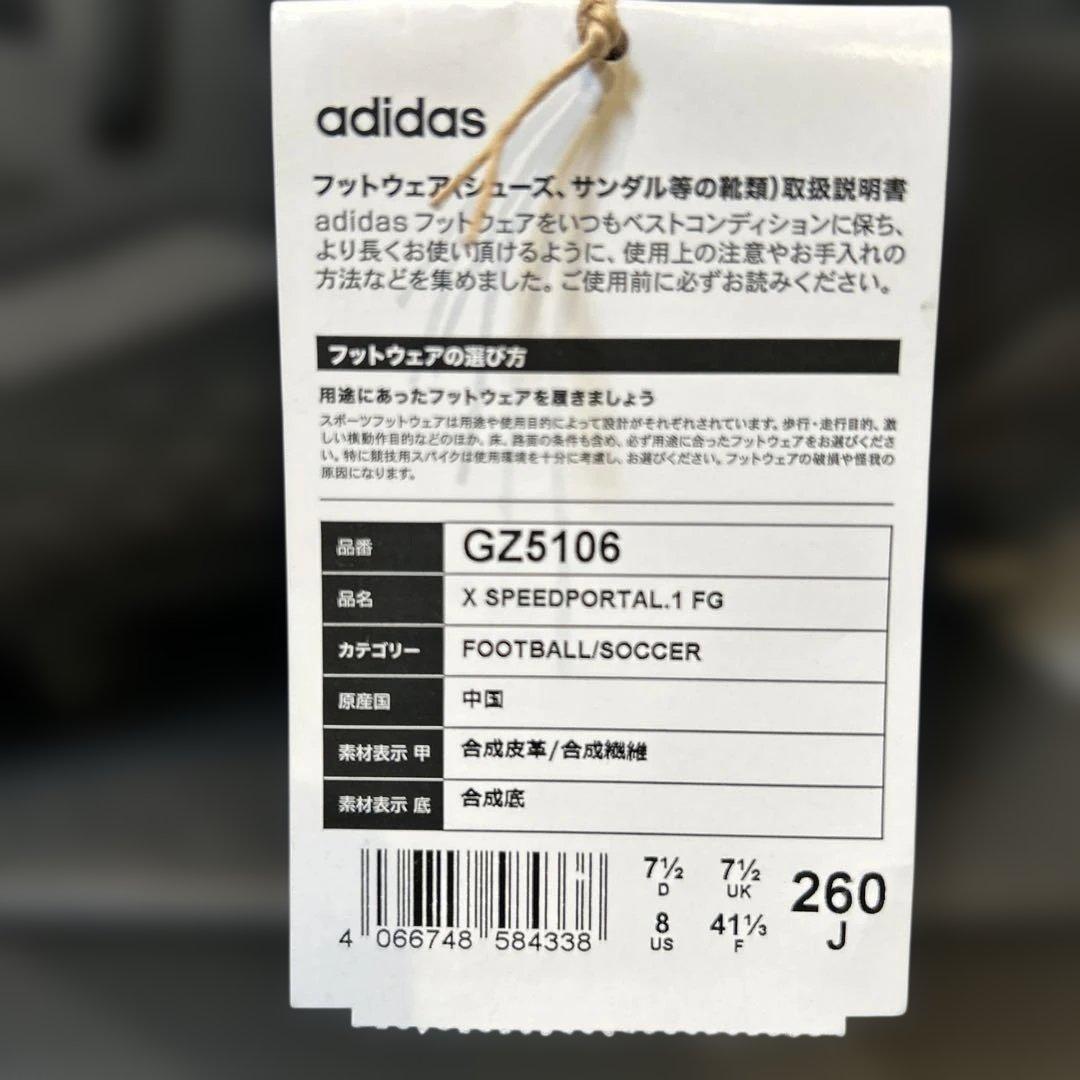 adidas
フットウェア(シューズ、サンダル等の靴類)取扱説明書
adidasフットウェアをいつもベストコンディションに保ち、
より長くお使い頂けるように、使用上の注意やお手入れの
方法などを集めました。ご使用前に必ずお読みください。
フットウェアの選び方
用途にあったフットウェアを履きましょう
スポーツフットウェアは用途や使用目的によって設計がそれぞれされています。歩行・走行目的、激
しい横動作目的などのほか、床、路面の条件も含め、必ず用途に合ったフットウェアをお選びくださ
い。特に競技用スパイクは使用環境を十分に考慮し、お選びください。フットウェアの破損や怪我の
原因になります。
品番 GZ5106
品名 X SPEEDPORTAL.1 FG
カテゴリー FOOTBALL/SOCCER
原産国 中国
素材表示 甲 合成皮革/合成繊維
素材表示 底 合成底
7½ 7½
D UK
8 41⅓
US F
260
J
4 066748 584338